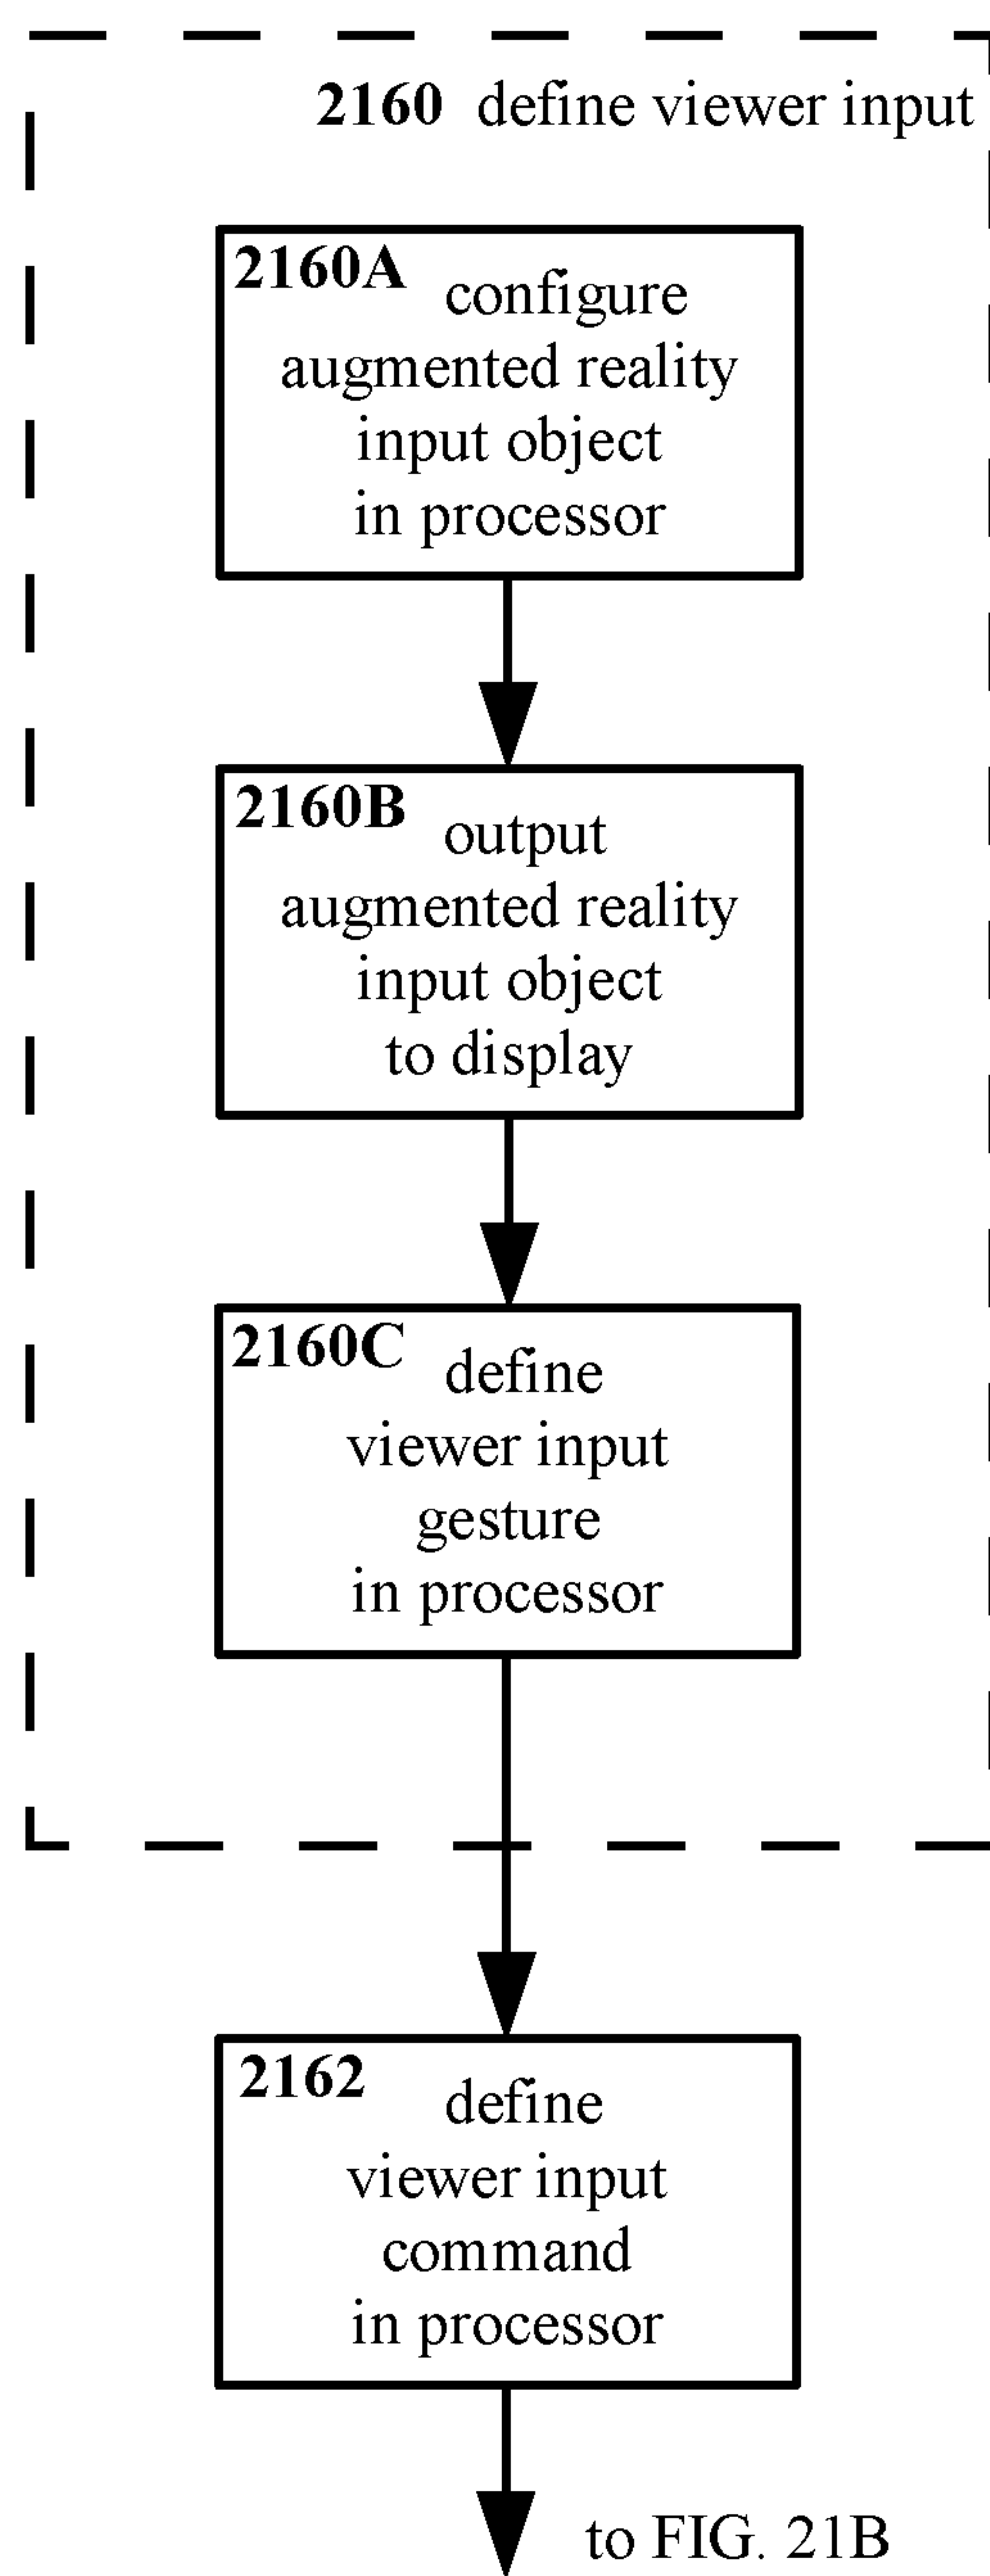 2160 define viewer input
2160A configure
augmented reality
input object
in processor
2160B output
augmented reality
input object
to display
2160C define
viewer input
gesture
in processor
2162 define
viewer input
command
in processor
to FIG. 21B